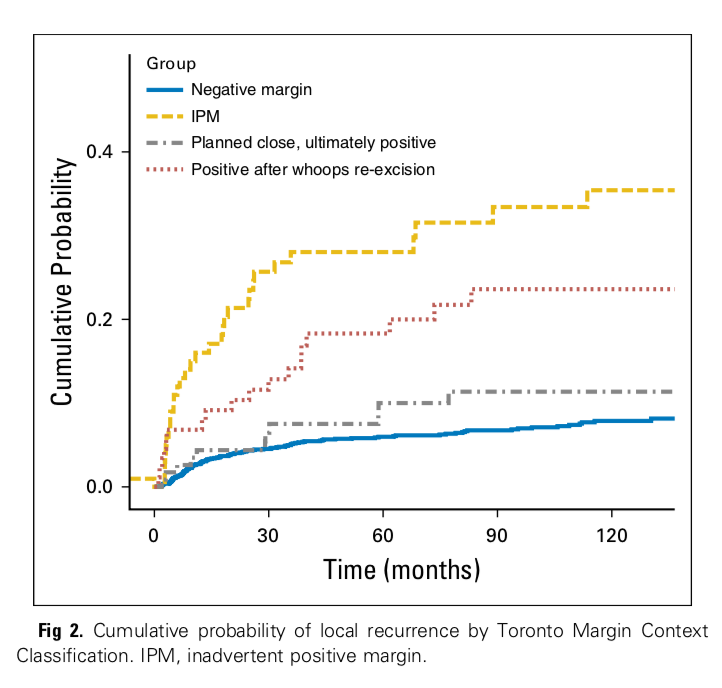 Group
Negative margin
IPM
Planned close, ultimately positive
Positive after whoops re-excision
Cumulative Probability
0.4
0.2
0.0
0 30 60 90 120
Time (months)
Fig 2. Cumulative probability of local recurrence by Toronto Margin Context
Classification. IPM, inadvertent positive margin.